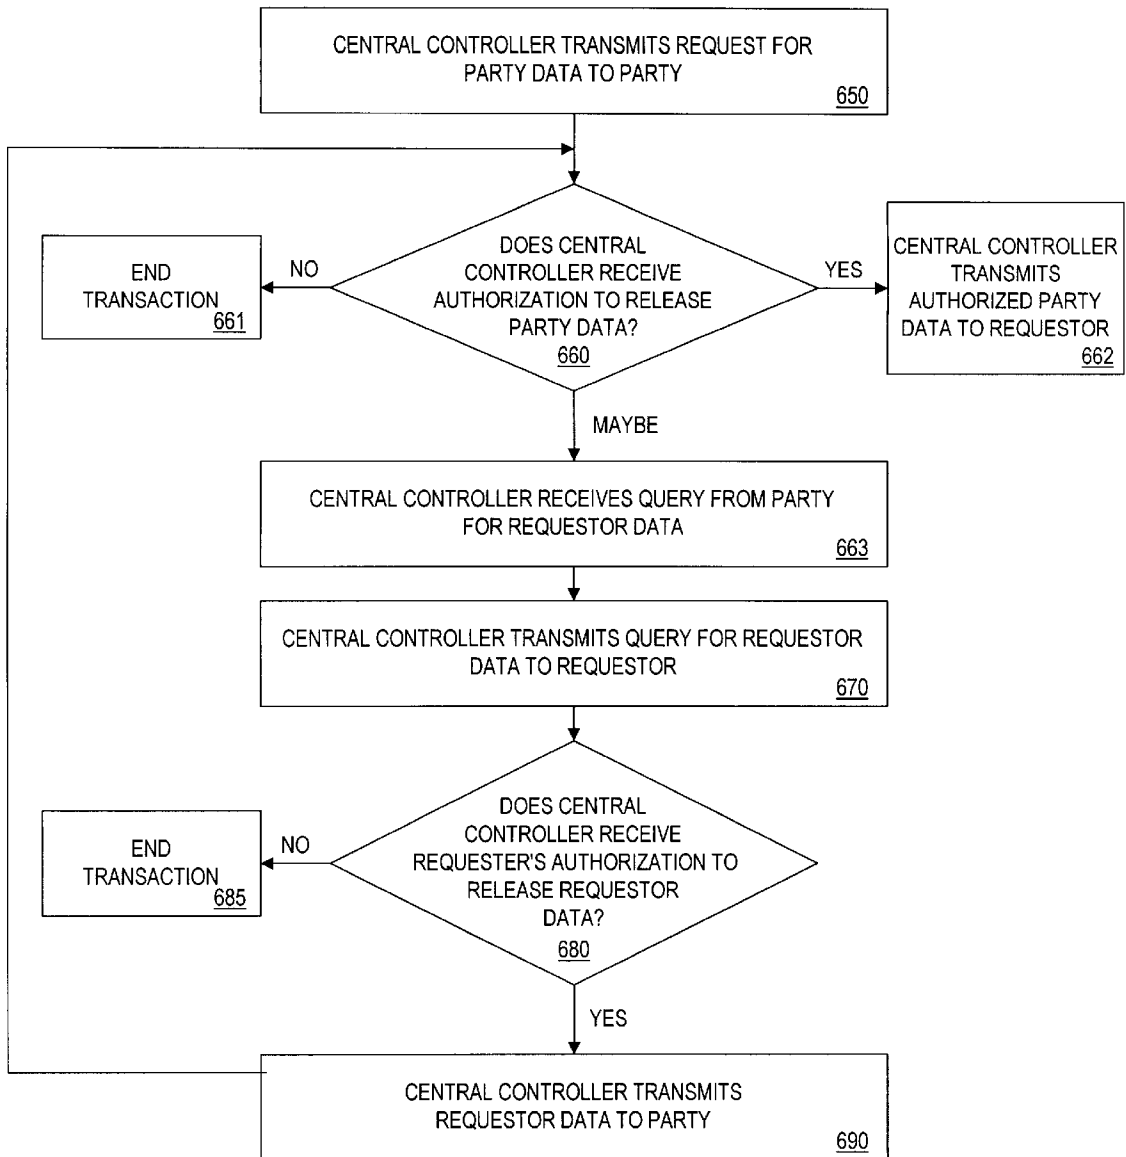 CENTRAL CONTROLLER TRANSMITS REQUEST FOR
PARTY DATA TO PARTY
650
DOES CENTRAL
CONTROLLER RECEIVE
AUTHORIZATION TO RELEASE
PARTY DATA?
660
NO
END
TRANSACTION
661
YES
CENTRAL CONTROLLER
TRANSMITS
AUTHORIZED PARTY
DATA TO REQUESTOR
662
MAYBE
CENTRAL CONTROLLER RECEIVES QUERY FROM PARTY
FOR REQUESTOR DATA
663
CENTRAL CONTROLLER TRANSMITS QUERY FOR REQUESTOR
DATA TO REQUESTOR
670
DOES CENTRAL
CONTROLLER RECEIVE
REQUESTER'S AUTHORIZATION TO
RELEASE REQUESTOR
DATA?
680
NO
END
TRANSACTION
685
YES
CENTRAL CONTROLLER TRANSMITS
REQUESTOR DATA TO PARTY
690